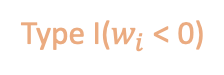 Type I(wᵢ < 0)